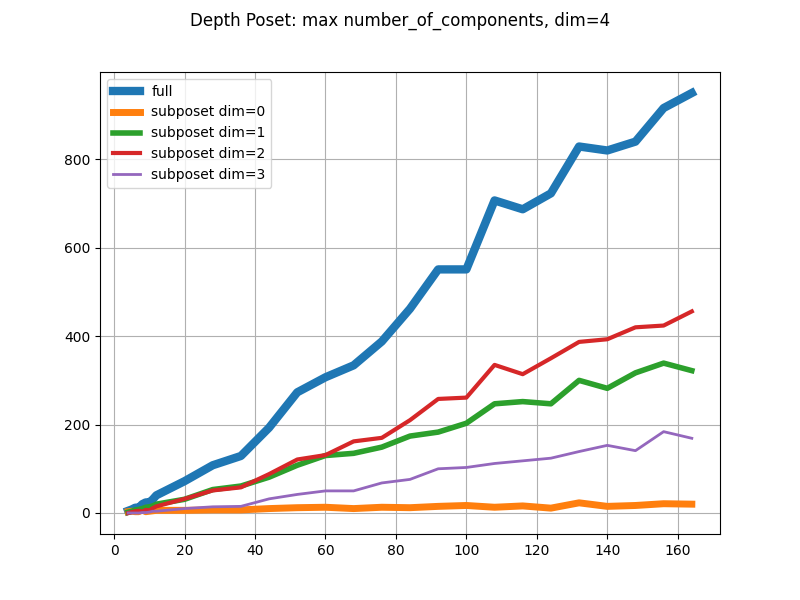 Depth Poset: max number_of_components, dim=4
full
subposet dim=0
subposet dim=1
subposet dim=2
subposet dim=3
800
600
400
200
0
0 20 40 60 80 100 120 140 160